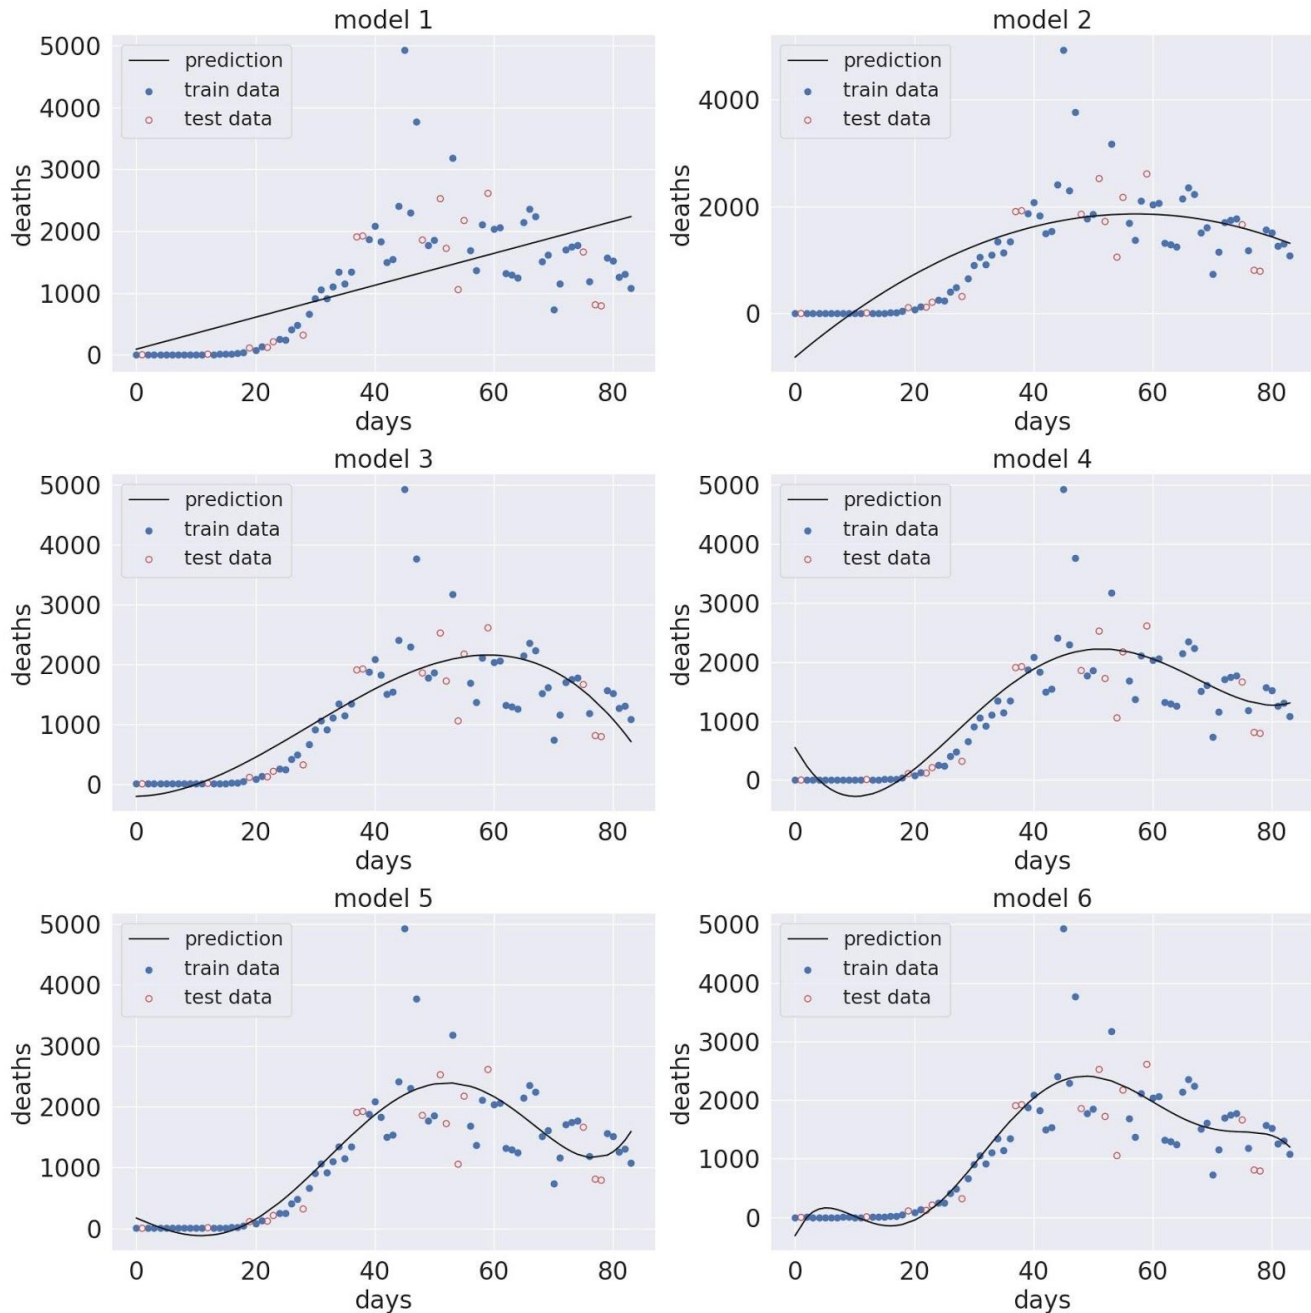 model 1
5000
4000
3000
2000
1000
0
deaths
prediction
train data
test data
0 20 40 60 80
days
model 2
4000
2000
0
deaths
prediction
train data
test data
0 20 40 60 80
days
model 3
5000
4000
3000
2000
1000
0
deaths
prediction
train data
test data
0 20 40 60 80
days
model 4
5000
4000
3000
2000
1000
0
deaths
prediction
train data
test data
0 20 40 60 80
days
model 5
5000
4000
3000
2000
1000
0
deaths
prediction
train data
test data
0 20 40 60 80
days
model 6
5000
4000
3000
2000
1000
0
deaths
prediction
train data
test data
0 20 40 60 80
days